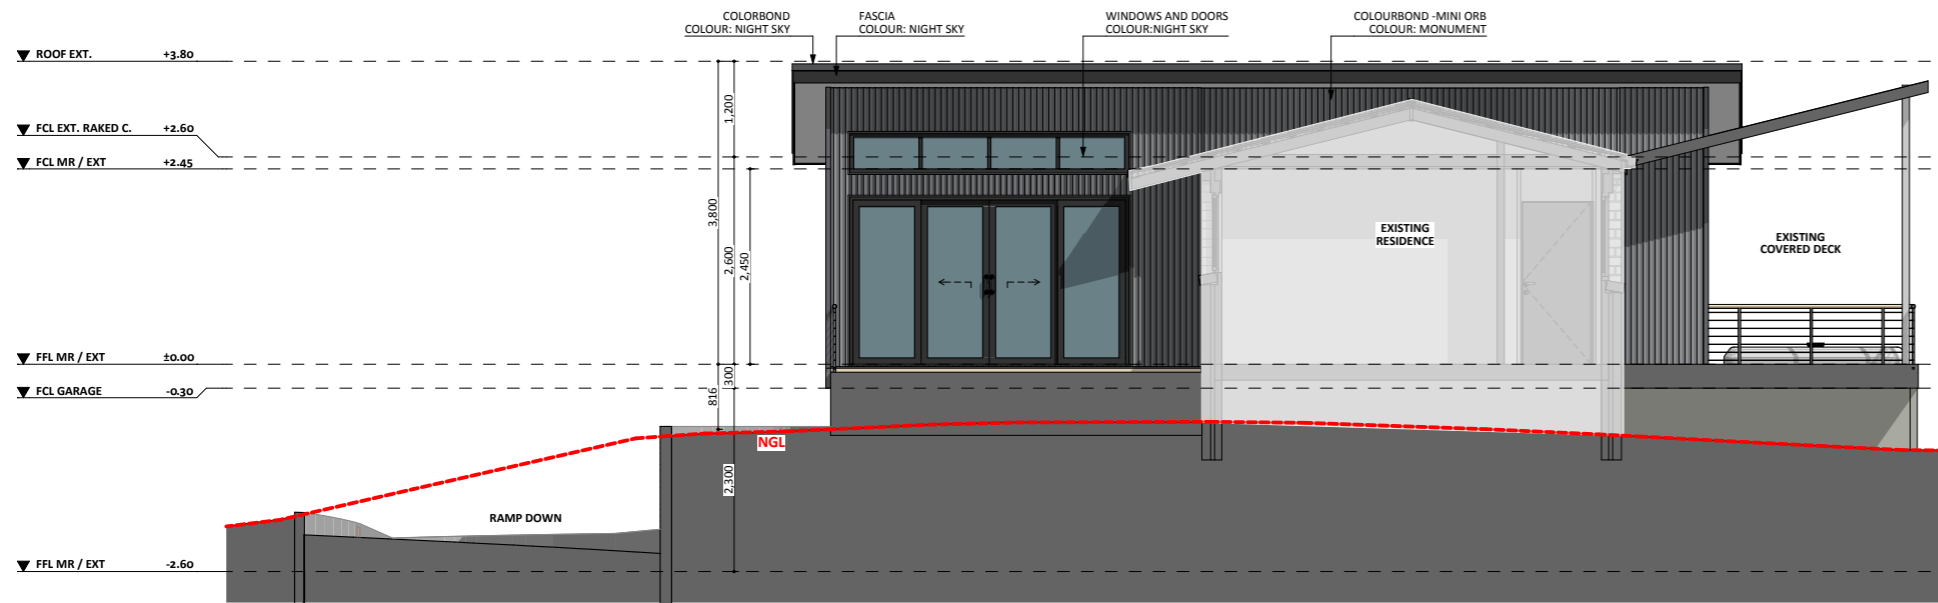 COLORBOND
COLOUR: NIGHT SKY
FASCIA
COLOUR: NIGHT SKY
WINDOWS AND DOORS
COLOUR:NIGHT SKY
COLOURBOND -MINI ORB
COLOUR: MONUMENT
ROOF EXT. +3.80
FCL EXT. RAKED C. +2.60
FCL MR / EXT +2.45
FFL MR / EXT ±0.00
FCL GARAGE -0.30
FFL MR / EXT -2.60
1,200
3,800
2,600
2,450
300
816
2,300
EXISTING
RESIDENCE
EXISTING
COVERED DECK
NGL
RAMP DOWN